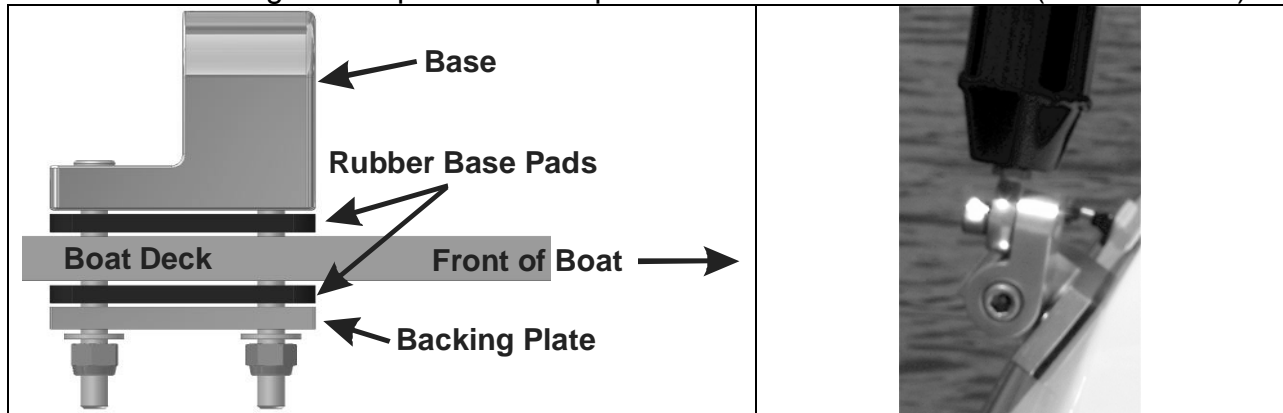 Base
Rubber Base Pads
Boat Deck
Front of Boat
Backing Plate